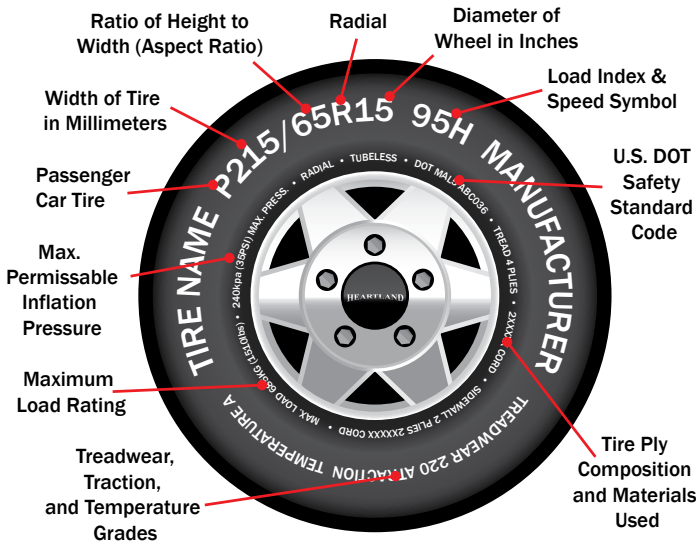 Ratio of Height to
Width (Aspect Ratio)
Radial
Diameter of
Wheel in Inches
Load Index &
Speed Symbol
Width of Tire
in Millimeters
Passenger
Car Tire
U.S. DOT
Safety
Standard
Code
Max.
Permissable
Inflation
Pressure
Maximum
Load Rating
Treadwear,
Traction,
and Temperature
Grades
Tire Ply
Composition
and Materials
Used
TIRE NAME P215/65R15 95H MANUFACTURER
TREADWEAR 220 TEMPERATURE A
240kpa (35PSI) MAX. PRESS. • RADIAL • TUBELESS • DOT ABC036 • TREAD 4 PLIES • CORD • SIDEWALL 2 PLIES 2XXXXX CORD • MAX. LOAD (1510lbs) •
HEARTLAND